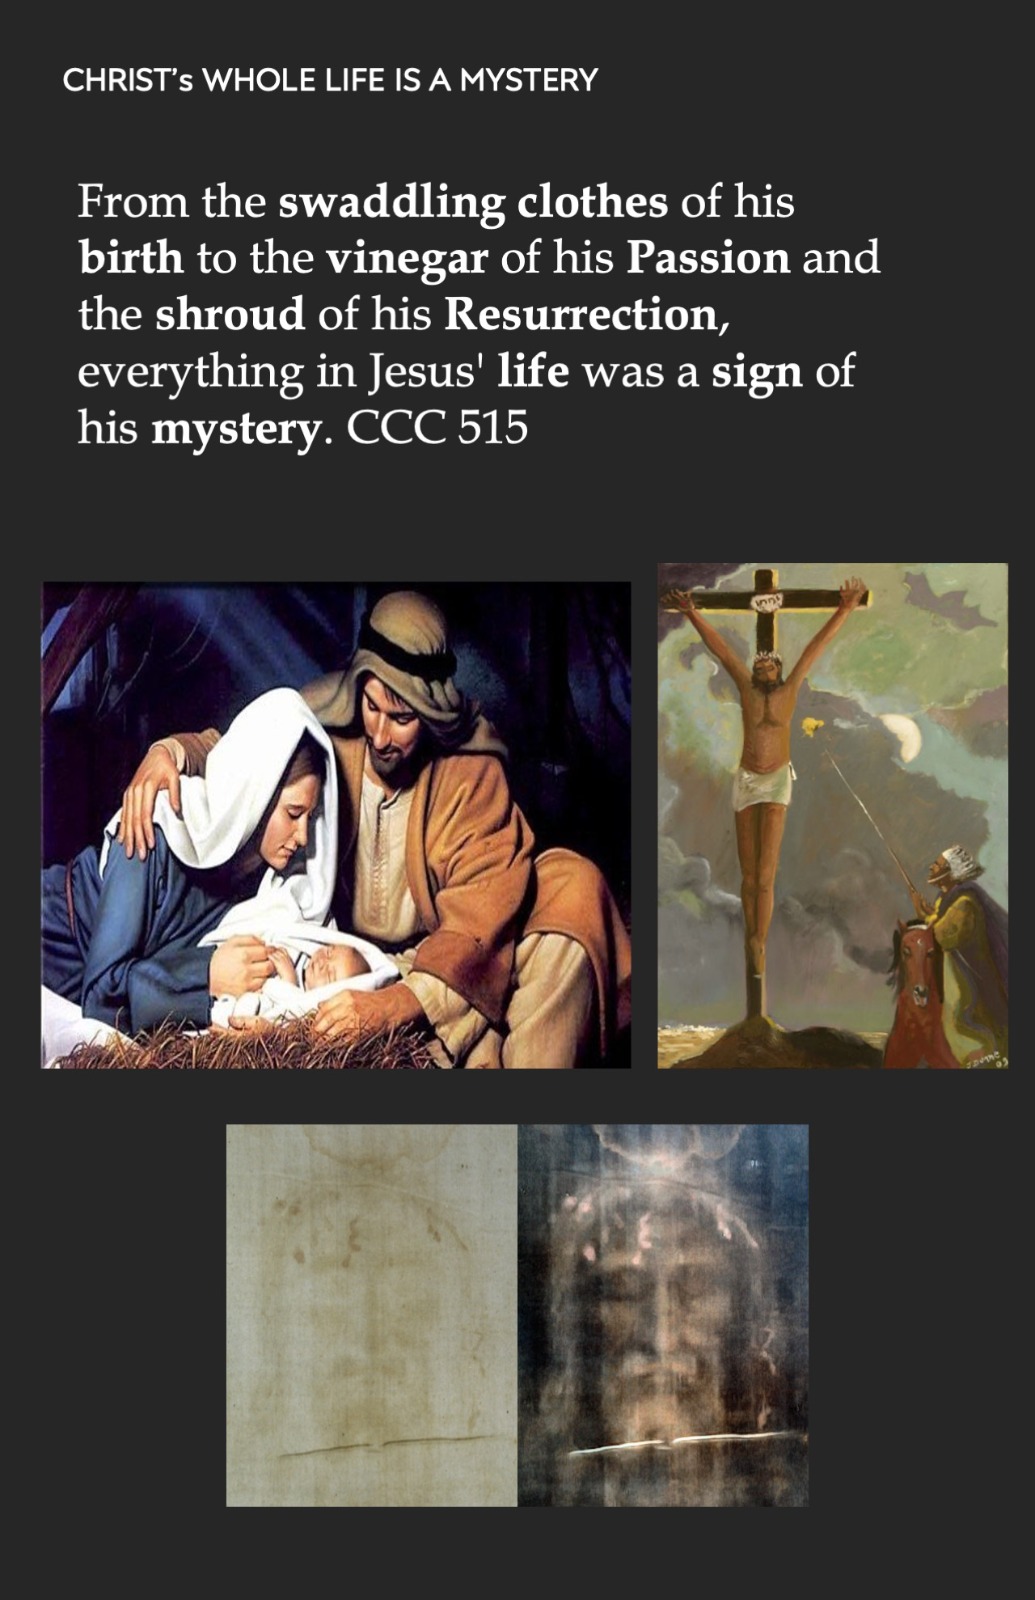 CHRIST's WHOLE LIFE IS A MYSTERY
From the swaddling clothes of his
birth to the vinegar of his Passion and
the shroud of his Resurrection,
everything in Jesus' life was a sign of
his mystery. CCC 515